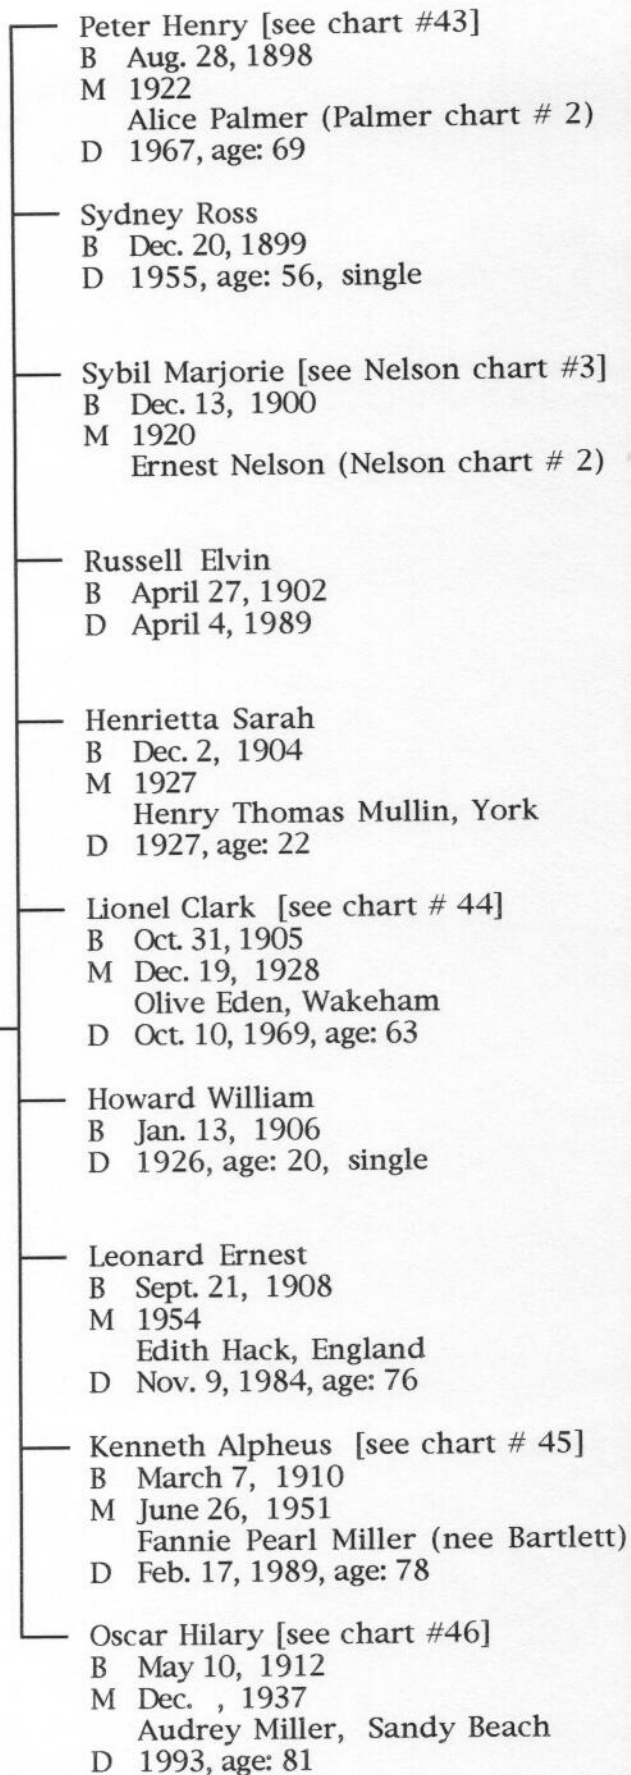 Peter Henry [see chart #43]
B Aug. 28, 1898
M 1922
Alice Palmer (Palmer chart # 2)
D 1967, age: 69
Sydney Ross
B Dec. 20, 1899
D 1955, age: 56, single
Sybil Marjorie [see Nelson chart #3]
B Dec. 13, 1900
M 1920
Ernest Nelson (Nelson chart # 2)
Russell Elvin
B April 27, 1902
D April 4, 1989
Henrietta Sarah
B Dec. 2, 1904
M 1927
Henry Thomas Mullin, York
D 1927, age: 22
Lionel Clark [see chart # 44]
B Oct. 31, 1905
M Dec. 19, 1928
Olive Eden, Wakeham
D Oct. 10, 1969, age: 63
Howard William
B Jan. 13, 1906
D 1926, age: 20, single
Leonard Ernest
B Sept. 21, 1908
M 1954
Edith Hack, England
D Nov. 9, 1984, age: 76
Kenneth Alpheus [see chart # 45]
B March 7, 1910
M June 26, 1951
Fannie Pearl Miller (nee Bartlett)
D Feb. 17, 1989, age: 78
Oscar Hilary [see chart #46]
B May 10, 1912
M Dec. , 1937
Audrey Miller, Sandy Beach
D 1993, age: 81